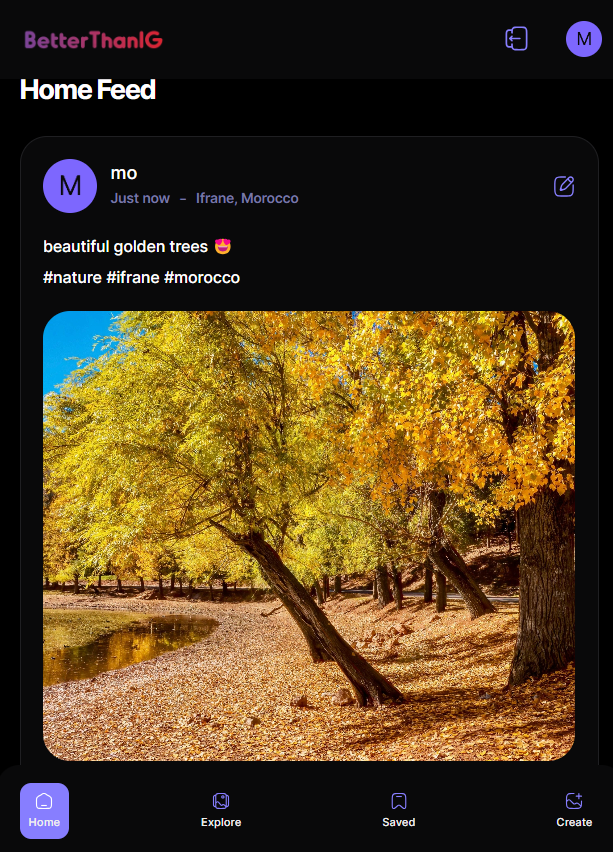 BetterThanIG
M
Home Feed
M
mo
Just now – Ifrane, Morocco
beautiful golden trees 😍
#nature #ifrane #morocco
Home
Explore
Saved
Create